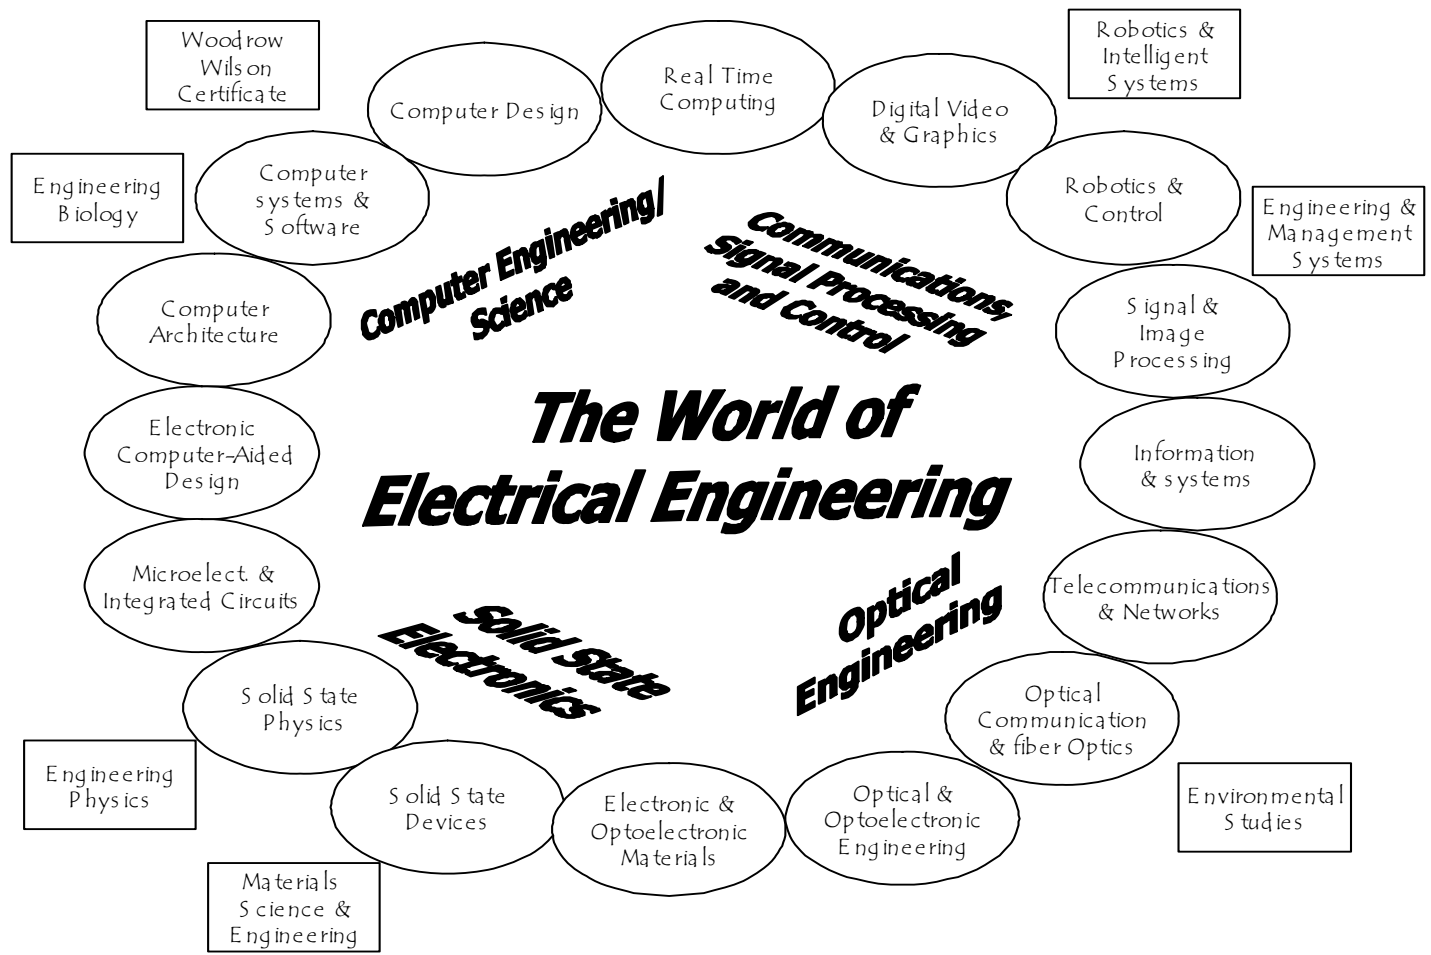 Woodrow
Wilson
Certificate
Computer Design
Real Time
Computing
Digital Video
& Graphics
Robotics &
Intelligent
Systems
Engineering
Biology
Computer
systems &
Software
Robotics &
Control
Engineering &
Management
Systems
Computer Engineering/
Science
Communications,
Signal Processing
and Control
Computer
Architecture
Signal &
Image
Processing
The World of
Electrical Engineering
Electronic
Computer-Aided
Design
Information
& systems
Microelect. &
Integrated Circuits
Telecommunications
& Networks
Solid State
Electronics
Optical
Engineering
Solid State
Physics
Optical
Communication
& fiber Optics
Engineering
Physics
Solid State
Devices
Electronic &
Optoelectronic
Materials
Optical &
Optoelectronic
Engineering
Environmental
Studies
Materials
Science &
Engineering